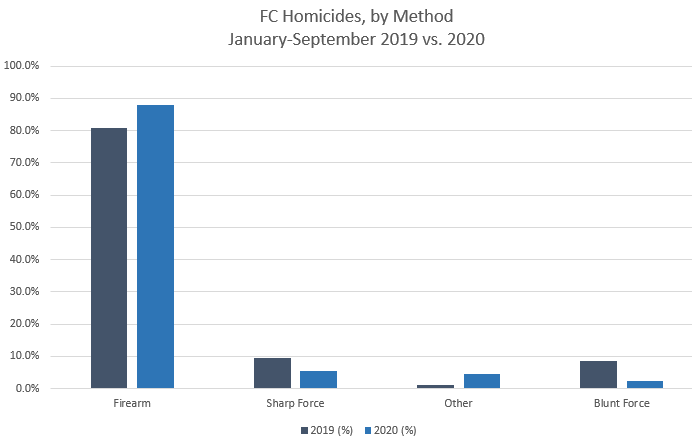 FC Homicides, by Method
January-September 2019 vs. 2020
100.0%
90.0%
80.0%
70.0%
60.0%
50.0%
40.0%
30.0%
20.0%
10.0%
0.0%
Firearm Sharp Force Other Blunt Force
2019 (%) 2020 (%)